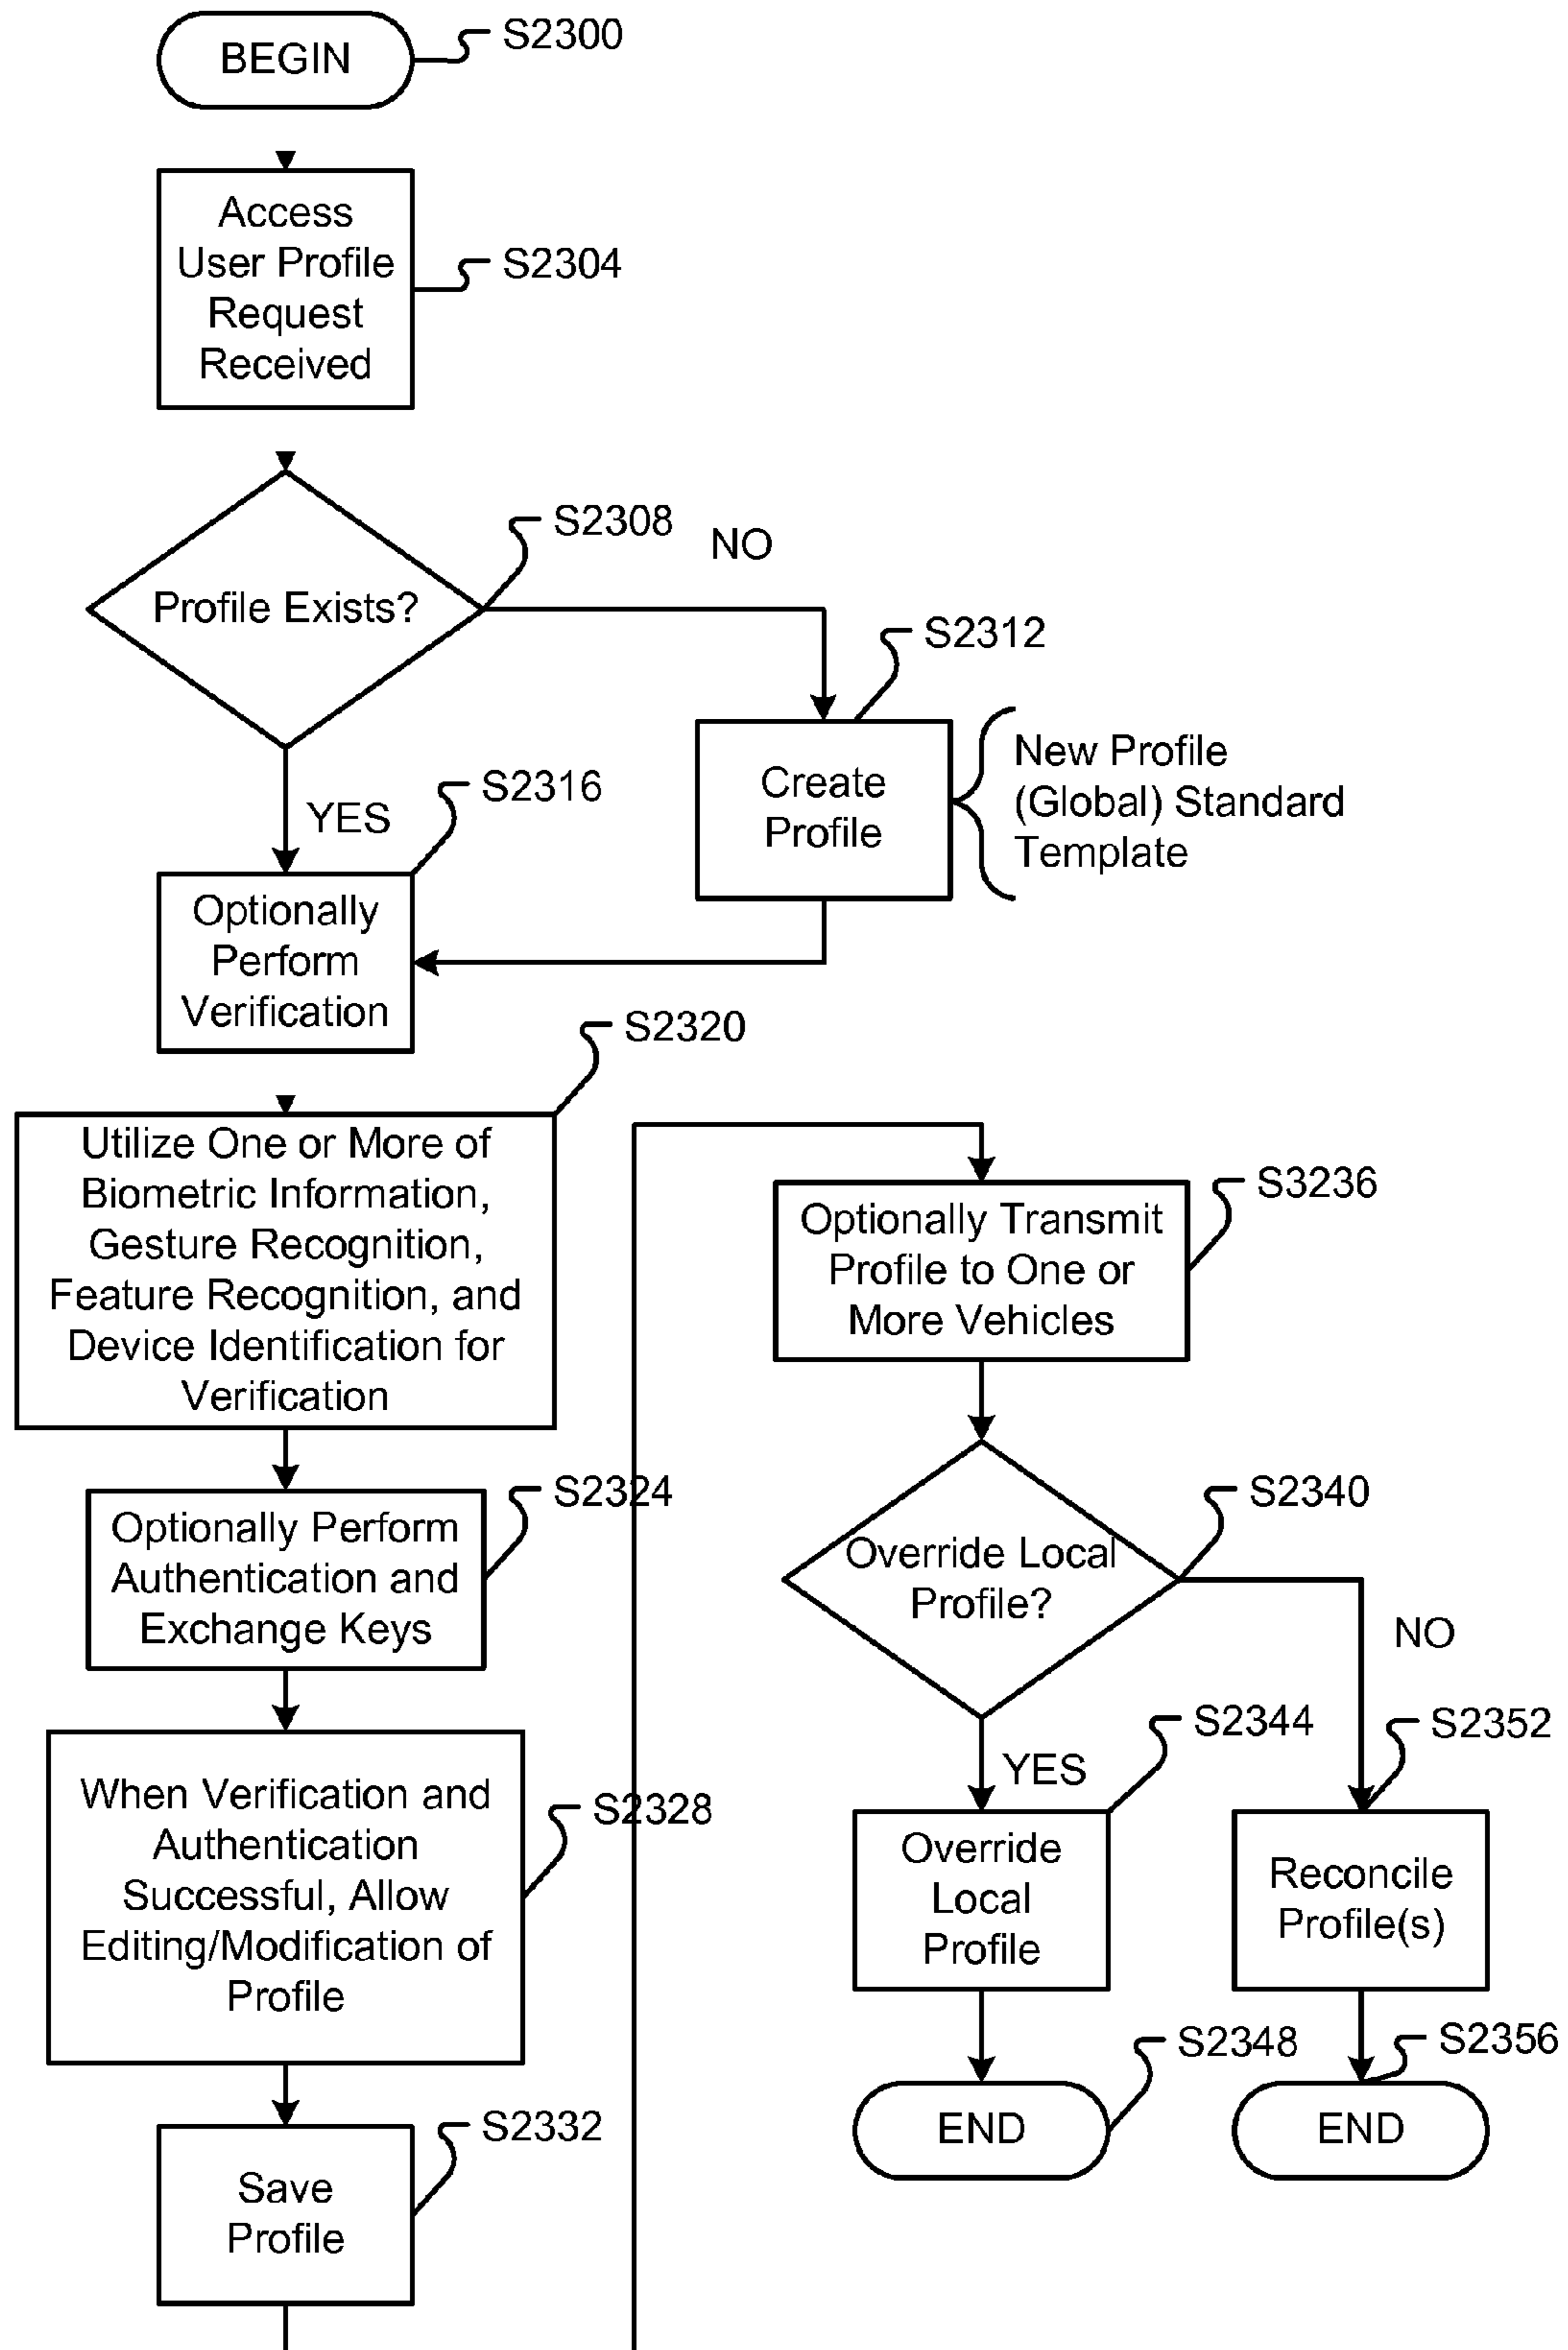 BEGIN
S2300
Access
User Profile
Request
Received
S2304
Profile Exists?
S2308
NO
YES
S2312
Create
Profile
New Profile
(Global) Standard
Template
S2316
Optionally
Perform
Verification
S2320
Utilize One or More of
Biometric Information,
Gesture Recognition,
Feature Recognition, and
Device Identification for
Verification
S2324
Optionally Perform
Authentication and
Exchange Keys
S2328
When Verification and
Authentication
Successful, Allow
Editing/Modification of
Profile
S2332
Save
Profile
S3236
Optionally Transmit
Profile to One or
More Vehicles
S2340
Override Local
Profile?
NO
YES
S2344
Override
Local
Profile
S2352
Reconcile
Profile(s)
S2348
END
S2356
END